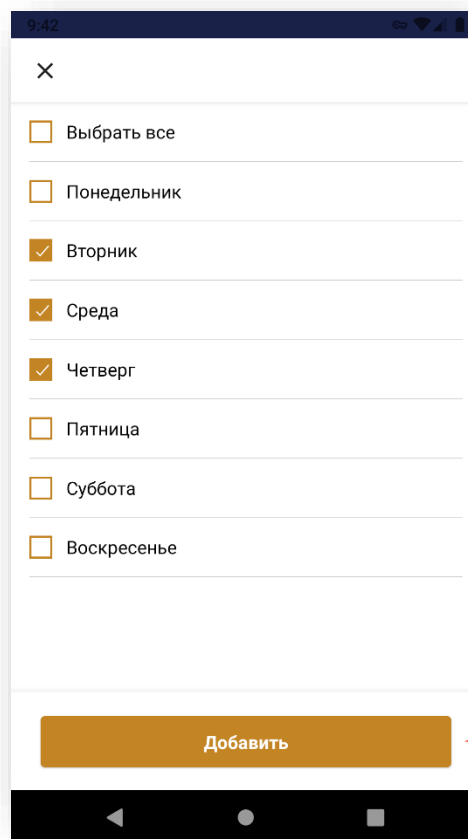 9:42
Выбрать все
Понедельник
Вторник
Среда
Четверг
Пятница
Суббота
Воскресенье
Добавить